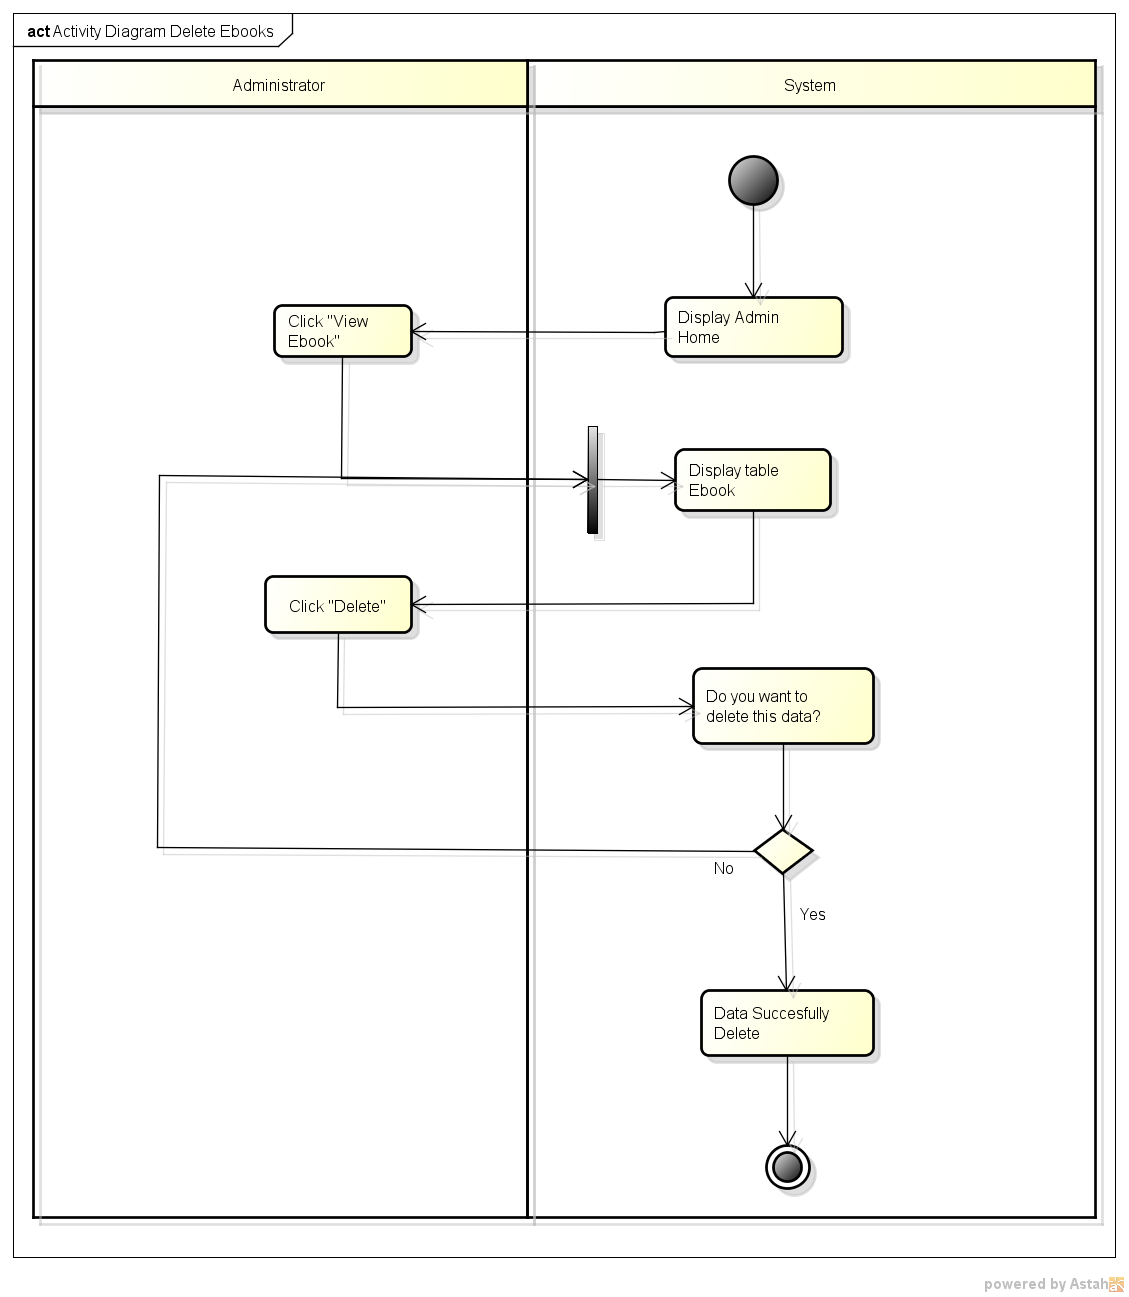 act Activity Diagram Delete Ebooks
Administrator
System
Click "View
Ebook"
Display Admin
Home
Display table
Ebook
Click "Delete"
Do you want to
delete this data?
No
Yes
Data Succesfully
Delete
powered by Astah